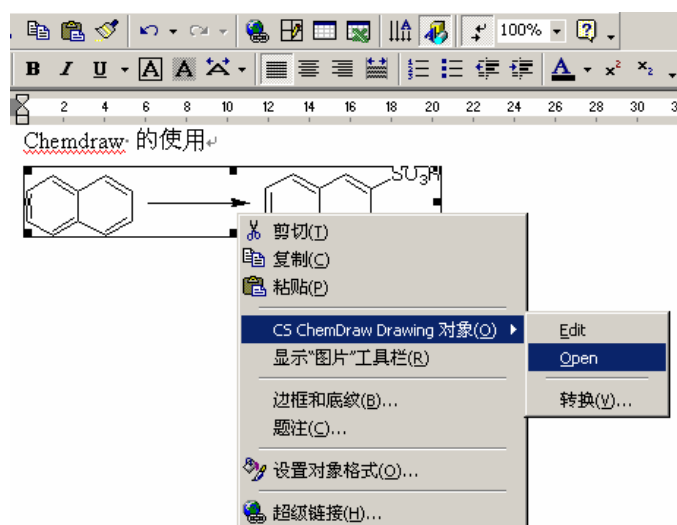 100%
B I U A A A A x² x₂
2 4 6 8 10 12 14 16 18 20 22 24 26 28 30 3
Chemdraw 的使用
SO₃H
剪切(T)
复制(C)
粘贴(P)
CS ChemDraw Drawing 对象(O)
Edit
显示“图片”工具栏(R)
Open
边框和底纹(B)...
转换(V)...
题注(C)...
设置对象格式(O)...
超级链接(H)...